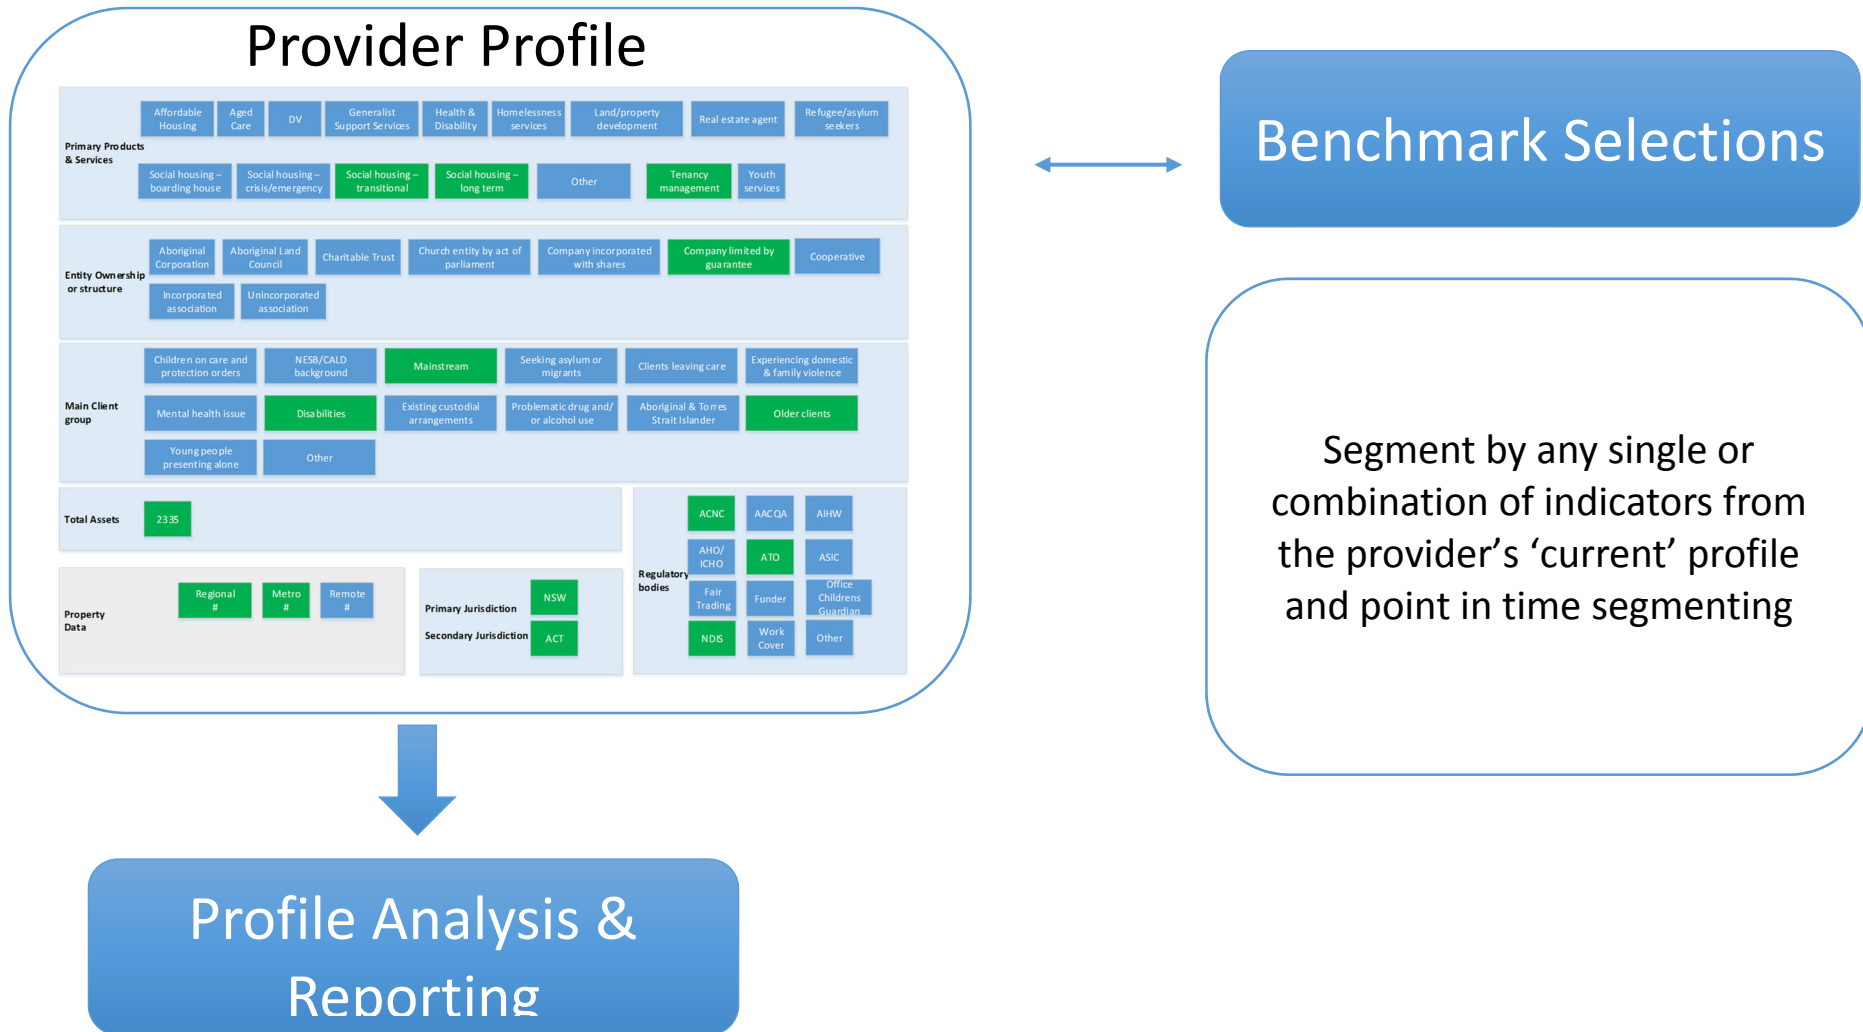 Provider Profile
Primary Products
& Services
Affordable
Housing
Aged
Care
DV
Generalist
Support Services
Health &
Disability
Homelessness
services
Land/property
development
Real estate agent
Refugee/asylum
seekers
Social housing –
boarding house
Social housing –
crisis/emergency
Social housing –
transitional
Social housing –
long term
Other
Tenancy
management
Youth
services
Entity Ownership
or structure
Aboriginal
Corporation
Aboriginal Land
Council
Charitable Trust
Church entity by act of
parliament
Company incorporated
with shares
Company limited by
guarantee
Cooperative
Incorporated
association
Unincorporated
association
Main Client
group
Children on care and
protection orders
NESB/CALD
background
Mainstream
Seeking asylum or
migrants
Clients leaving care
Experiencing domestic
& family violence
Mental health issue
Disabilities
Existing custodial
arrangements
Problematic drug and/
or alcohol use
Aboriginal & Torres
Strait Islander
Older clients
Young people
presenting alone
Other
Total Assets
2335
Property
Data
Regional
#
Metro
#
Remote
#
Primary Jurisdiction
NSW
Secondary Jurisdiction
ACT
Regulatory
bodies
ACNC
AACQA
AIHW
AHO/
ICHO
ATO
ASIC
Fair
Trading
Funder
Office
Childrens
Guardian
NDIS
Work
Cover
Other
Benchmark Selections
Segment by any single or
combination of indicators from
the provider’s ‘current’ profile
and point in time segmenting
Profile Analysis &
Reporting